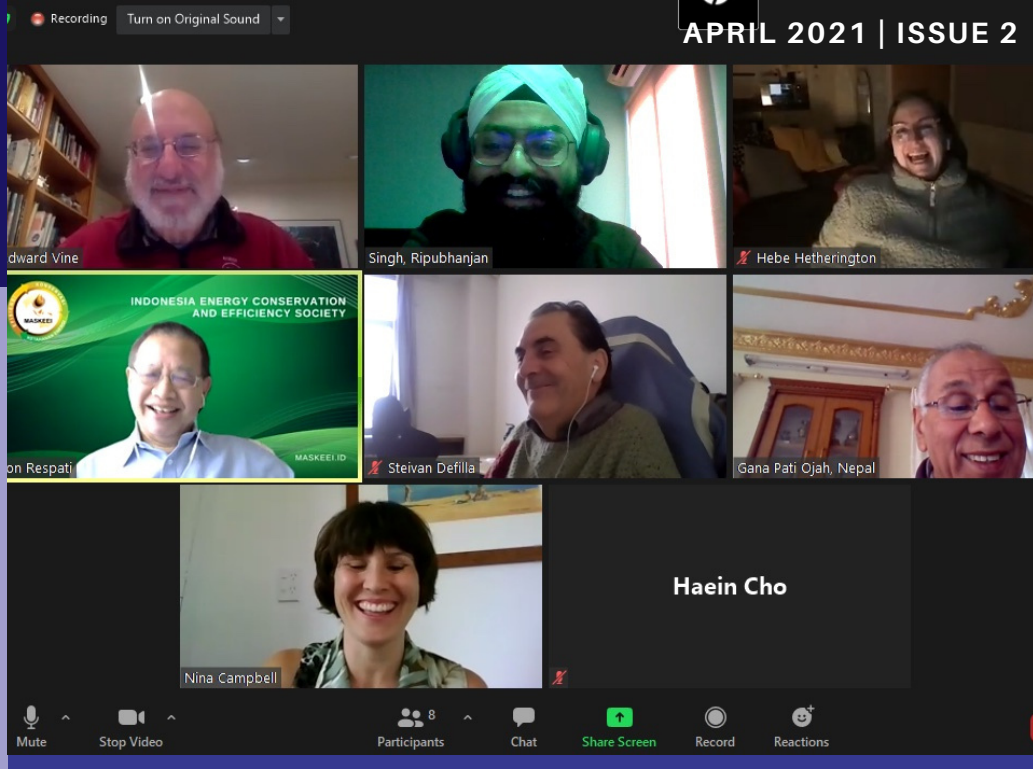 Recording
Turn on Original Sound
APRIL 2021 | ISSUE 2
dward Vine
Singh, Ripubhanjan
Hebe Hetherington
MASKEEI
INDONESIA ENERGY CONSERVATION
AND EFFICIENCY SOCIETY
MASKEEI.ID
on Respati
Steivan Defilla
Gana Pati Ojah, Nepal
Nina Campbell
Haein Cho
Mute
Stop Video
8
Participants
Chat
Share Screen
Record
Reactions